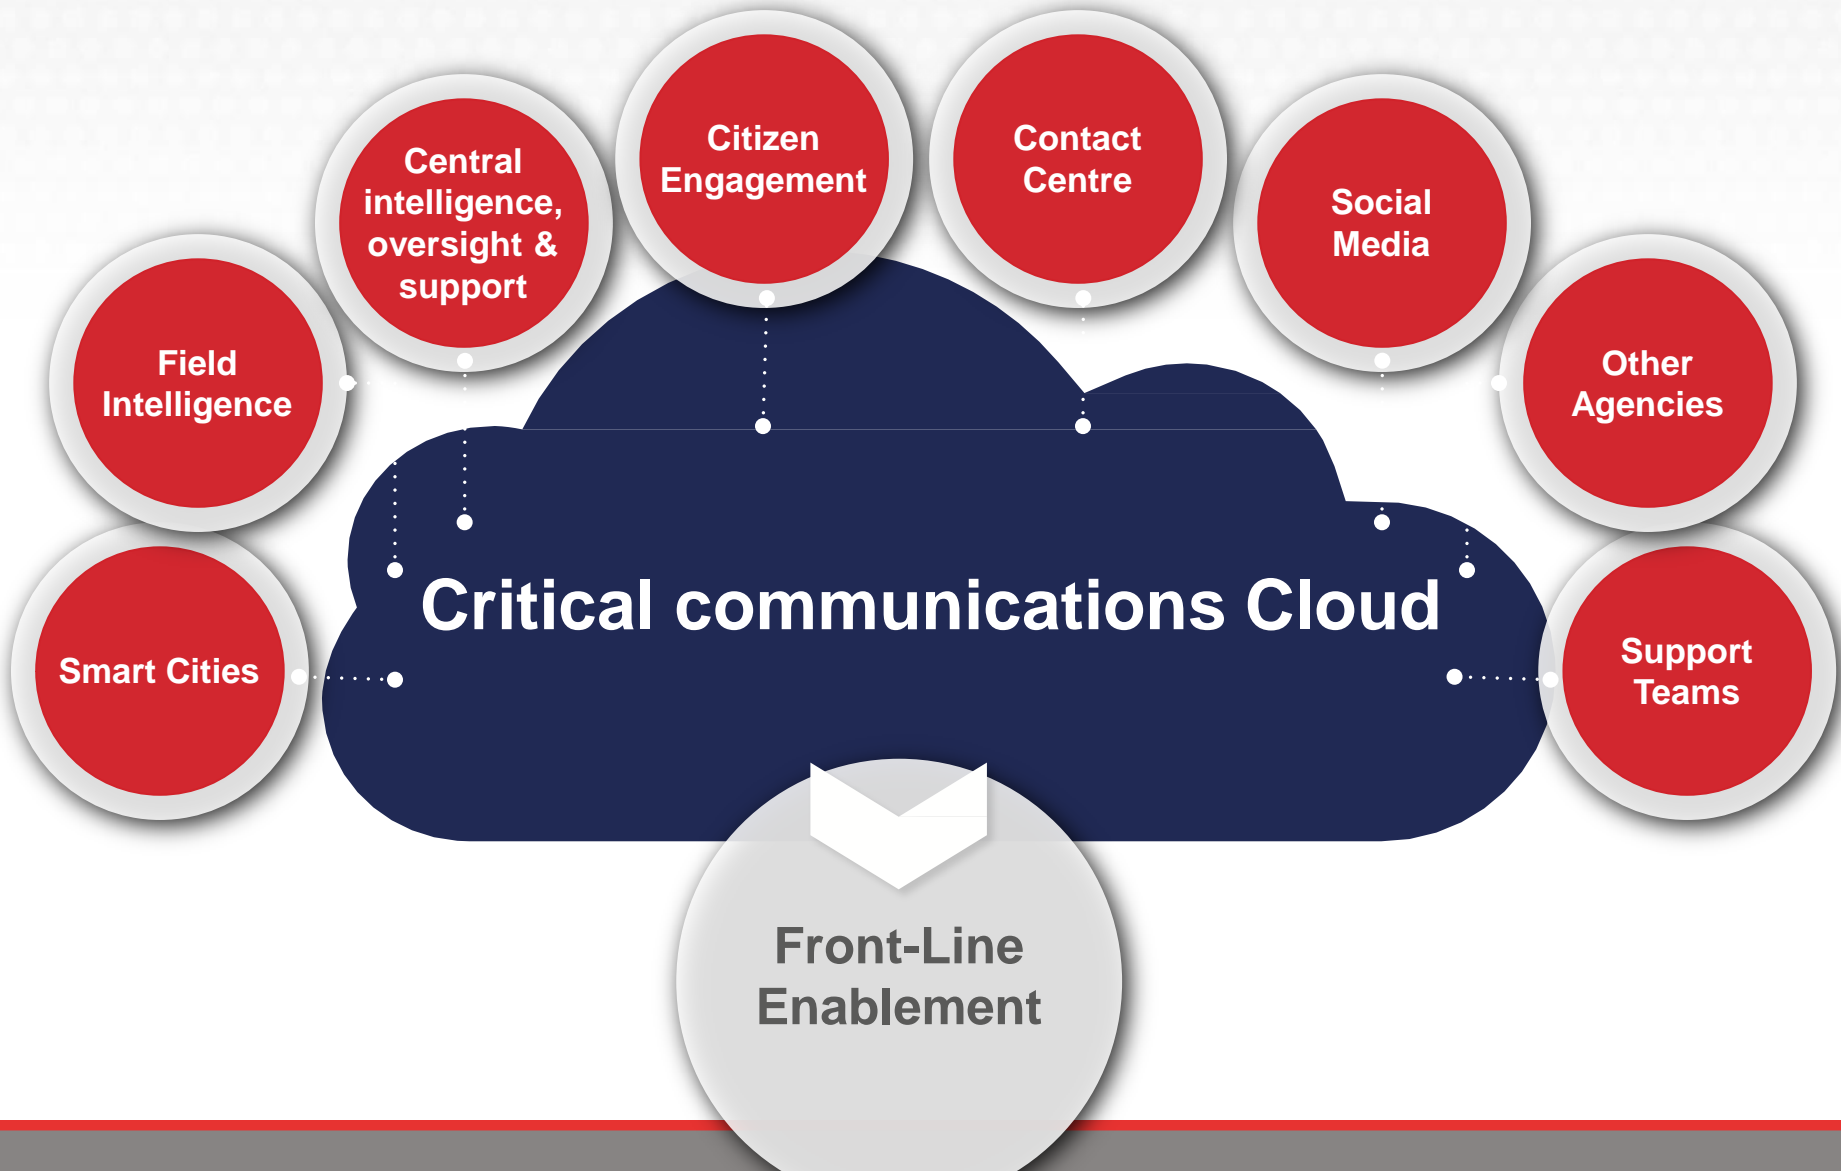 Citizen
Engagement
Contact
Centre
Central
intelligence,
oversight &
support
Social
Media
Field
Intelligence
Other
Agencies
Critical communications Cloud
Smart Cities
Support
Teams
Front-Line
Enablement